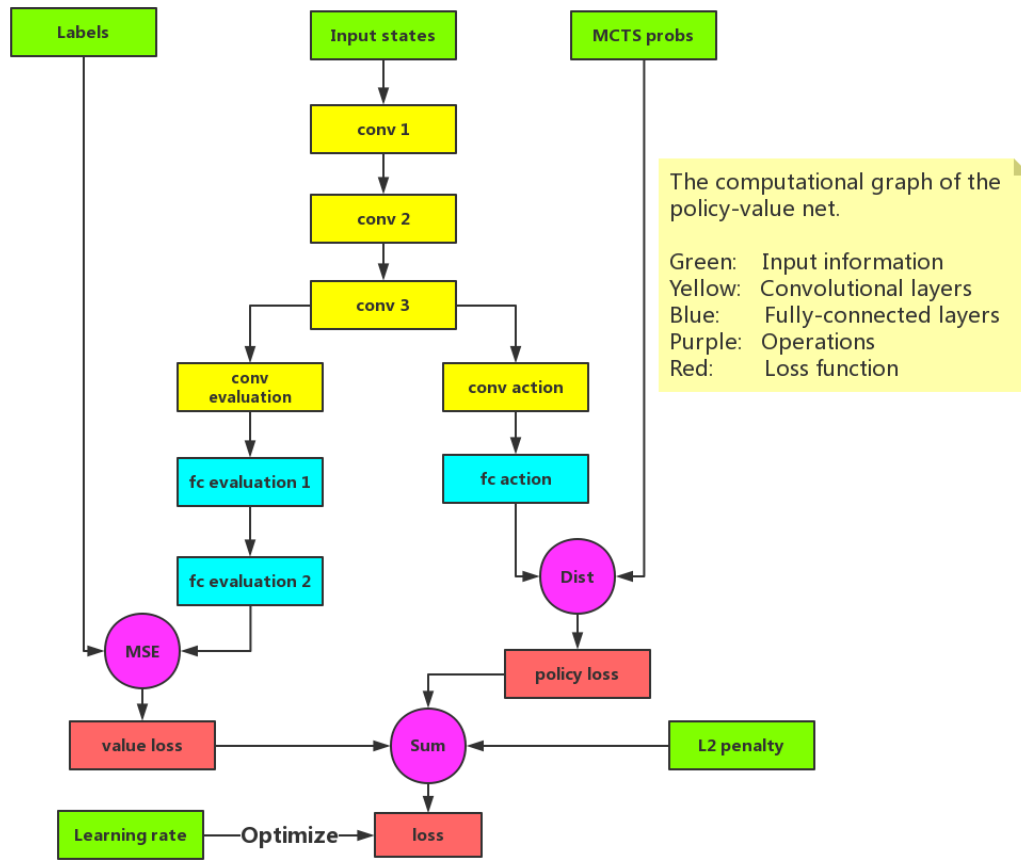 Labels
Input states
MCTS probs
conv 1
The computational graph of the
policy-value net.
conv 2
Green: Input information
Yellow: Convolutional layers
Blue: Fully-connected layers
Purple: Operations
Red: Loss function
conv 3
conv
evaluation
conv action
fc evaluation 1
fc action
fc evaluation 2
Dist
MSE
policy loss
value loss
Sum
L2 penalty
Learning rate
Optimize
loss